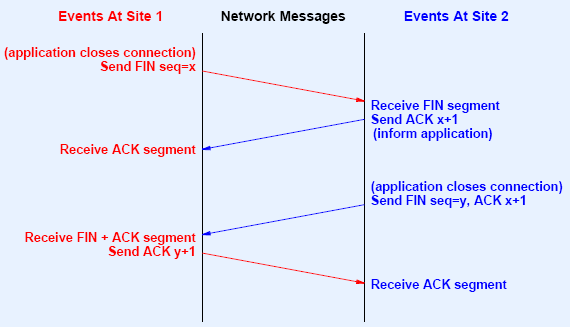 Events At Site 1
Network Messages
Events At Site 2
(application closes connection)
Send FIN seq=x
Receive FIN segment
Send ACK x+1
(inform application)
Receive ACK segment
(application closes connection)
Send FIN seq=y, ACK x+1
Receive FIN + ACK segment
Send ACK y+1
Receive ACK segment